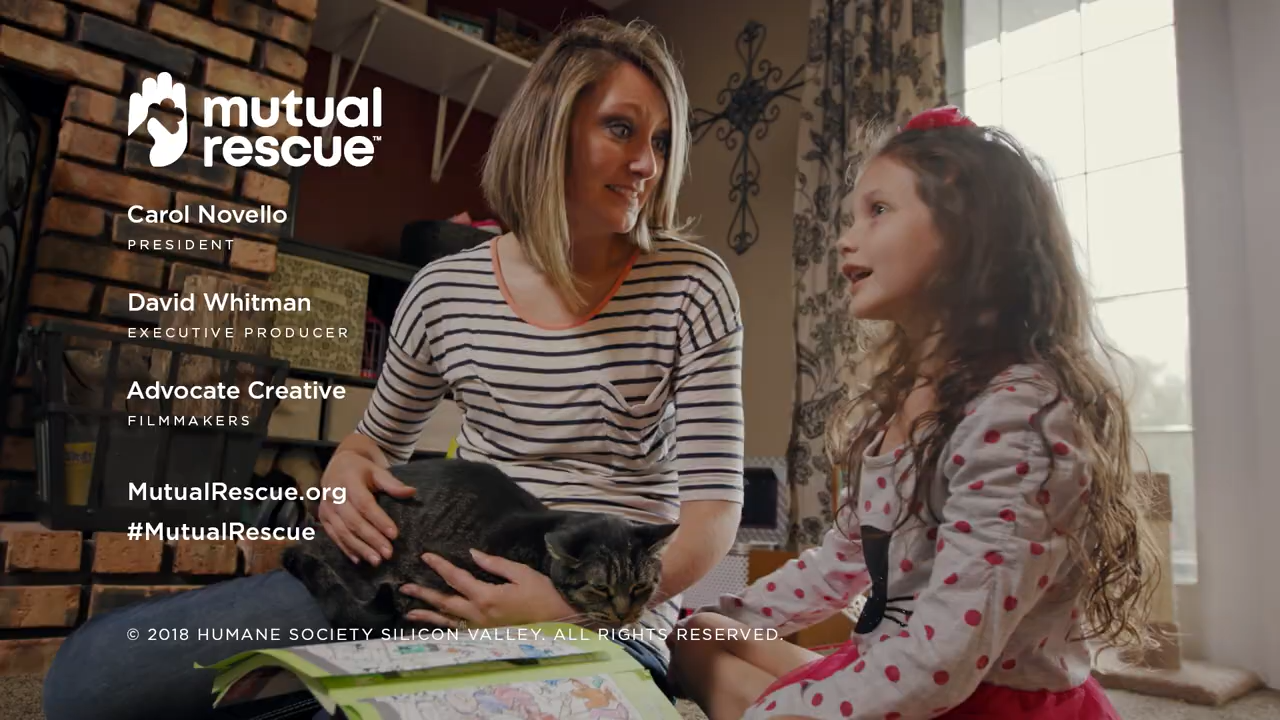 mutual
rescue™
Carol Novello
PRESIDENT
David Whitman
EXECUTIVE PRODUCER
Advocate Creative
FILMMAKERS
MutualRescue.org
#MutualRescue
© 2018 HUMANE SOCIETY SILICON VALLEY. ALL RIGHTS RESERVED.